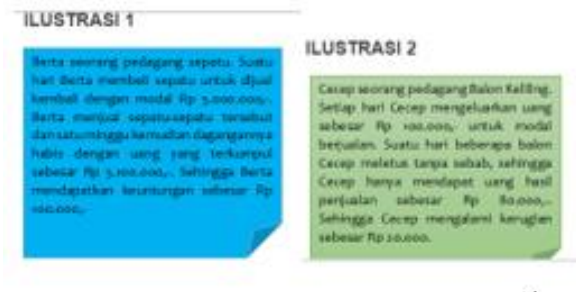 ILUSTRASI 1
Berta seorang pedagang sepatu. Suatu
hari Berta membeli sepatu untuk dijual
kembali dengan modal Rp 5.000.000,-.
Berta menjual sepatu-sepatu tersebut
dan satu minggu kemudian dagangannya
habis dengan uang yang terkumpul
sebesar Rp 5.100.000,-. Sehingga Berta
mendapatkan keuntungan sebesar Rp
100.000,-
ILUSTRASI 2
Cecep seorang pedagang Balon Keliling.
Setiap hari Cecep mengeluarkan uang
sebesar Rp 100.000,- untuk modal
berjualan. Suatu hari beberapa balon
Cecep meletus tanpa sebab, sehingga
Cecep hanya mendapat uang hasil
penjualan sebesar Rp 80.000,-.
Sehingga Cecep mengalami kerugian
sebesar Rp 20.000.